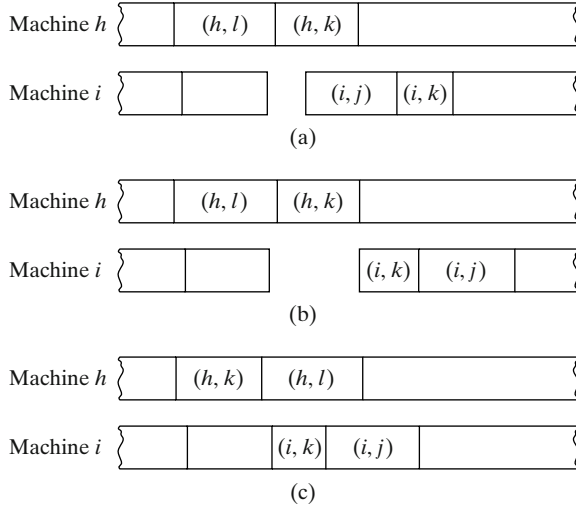 Machine h (h, l) (h, k)
Machine i (i, j) (i, k)
(a)
Machine h (h, l) (h, k)
Machine i (i, k) (i, j)
(b)
Machine h (h, k) (h, l)
Machine i (i, k) (i, j)
(c)